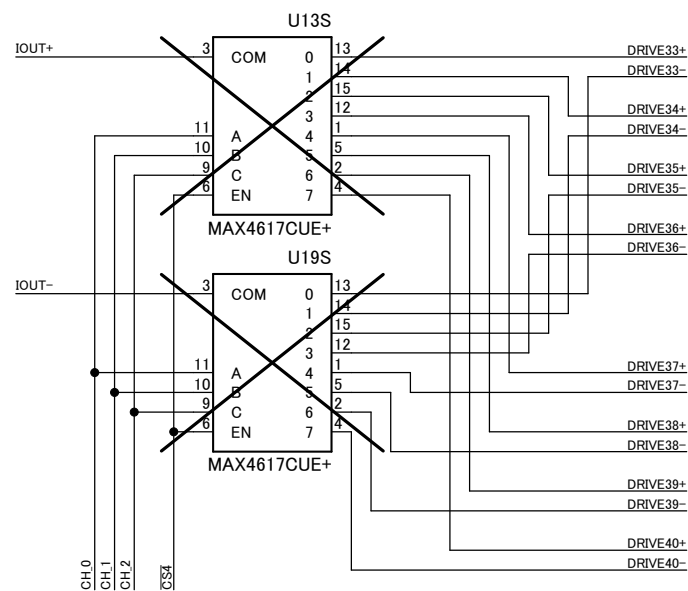 U13S
IOUT+ 3 COM 0 13 DRIVE33+
1 14 DRIVE33-
2 15
3 12 DRIVE34+
11 A 4 1 DRIVE34-
10 B 5 5
9 C 6 2 DRIVE35+
6 EN 7 4 DRIVE35-
MAX4617CUE+ DRIVE36+
U19S DRIVE36-
IOUT- 3 COM 0 13
1 14
2 15
3 12
11 A 4 1 DRIVE37+
10 B 5 5 DRIVE37-
9 C 6 2
6 EN 7 4 DRIVE38+
DRIVE38-
MAX4617CUE+
DRIVE39+
DRIVE39-
DRIVE40+
DRIVE40-
CH_0
CH_1
CH_2
CS4